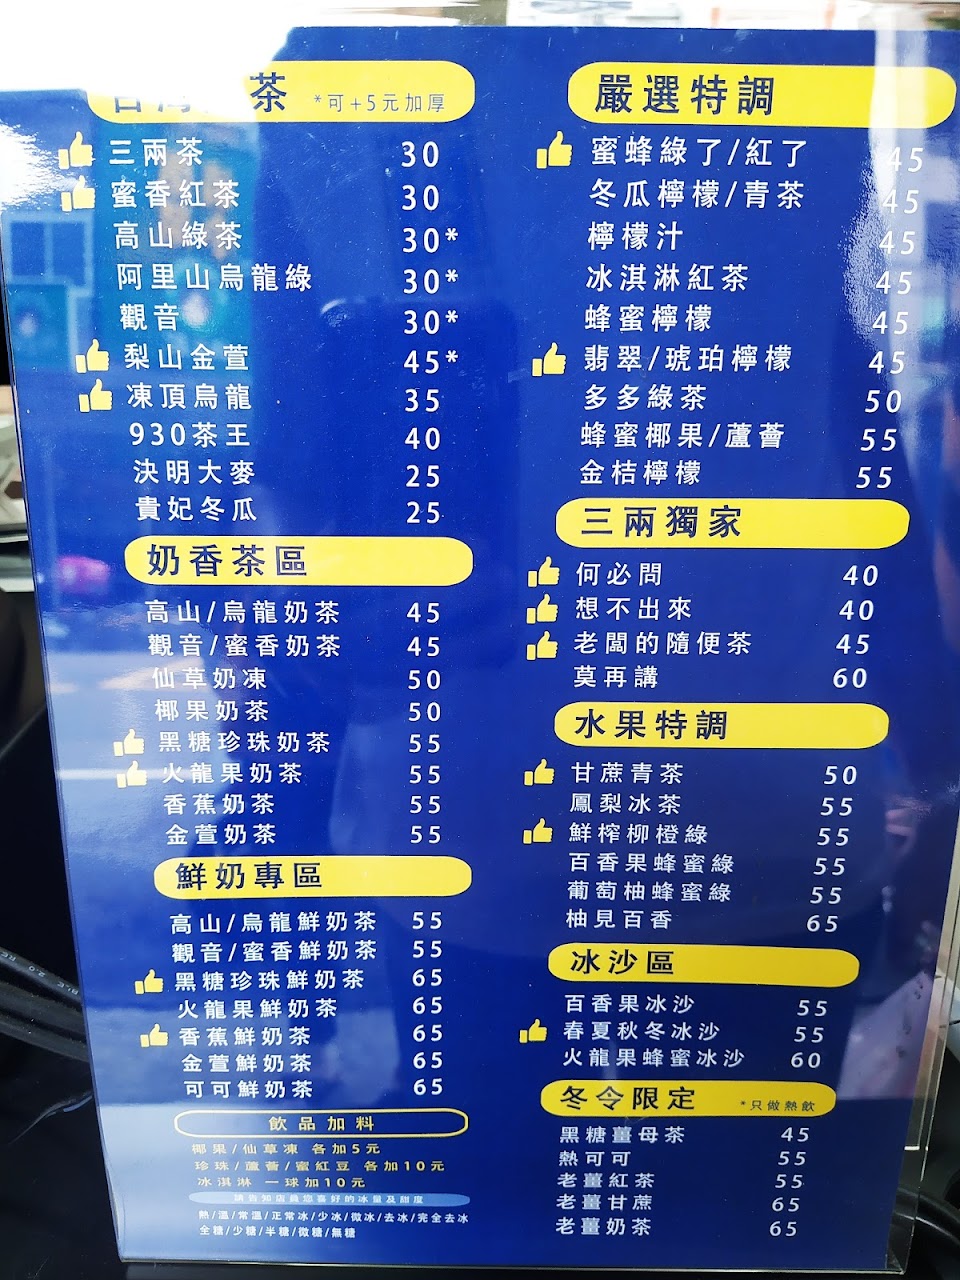 茶 *可+5元加厚
三兩茶 30
蜜香紅茶 30
高山綠茶 30*
阿里山烏龍綠 30*
觀音 30*
梨山金萱 45*
凍頂烏龍 35
930茶王 40
決明大麥 25
貴妃冬瓜 25
奶香茶區
高山/烏龍奶茶 45
觀音/蜜香奶茶 45
仙草奶凍 50
椰果奶茶 50
黑糖珍珠奶茶 55
火龍果奶茶 55
香蕉奶茶 55
金萱奶茶 55
鮮奶專區
高山/烏龍鮮奶茶 55
觀音/蜜香鮮奶茶 55
黑糖珍珠鮮奶茶 65
火龍果鮮奶茶 65
香蕉鮮奶茶 65
金萱鮮奶茶 65
可可鮮奶茶 65
飲品加料
椰果/仙草凍 各加5元
珍珠/蘆薈/蜜紅豆 各加10元
冰淇淋 一球加10元
請告知店員您喜好的冰量及甜度
熱/溫/常溫/正常冰/少冰/微冰/去冰/完全去冰
全糖/少糖/半糖/微糖/無糖
嚴選特調
蜜蜂綠了/紅了 45
冬瓜檸檬/青茶 45
檸檬汁 45
冰淇淋紅茶 45
蜂蜜檸檬 45
翡翠/琥珀檸檬 45
多多綠茶 50
蜂蜜椰果/蘆薈 55
金桔檸檬 55
三兩獨家
何必問 40
想不出來 40
老闆的隨便茶 45
莫再講 60
水果特調
甘蔗青茶 50
鳳梨冰茶 55
鮮榨柳橙綠 55
百香果蜂蜜綠 55
葡萄柚蜂蜜綠 55
柚見百香 65
冰沙區
百香果冰沙 55
春夏秋冬冰沙 55
火龍果蜂蜜冰沙 60
冬令限定 *只做熱飲
黑糖薑母茶 45
熱可可 55
老薑紅茶 55
老薑甘蔗 65
老薑奶茶 65